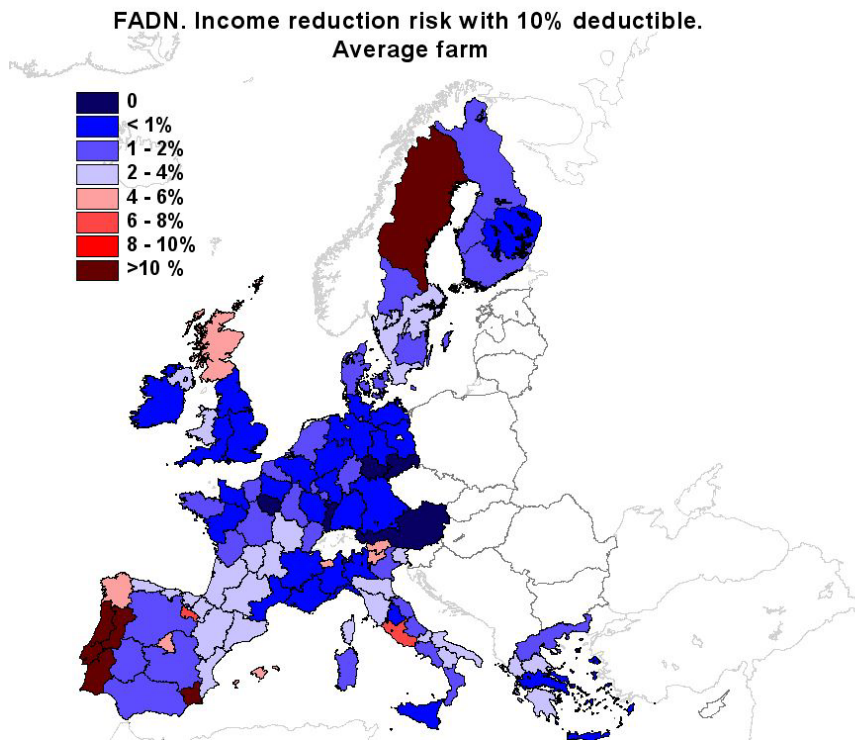 FADN. Income reduction risk with 10% deductible.
Average farm
0
< 1%
1 - 2%
2 - 4%
4 - 6%
6 - 8%
8 - 10%
>10 %